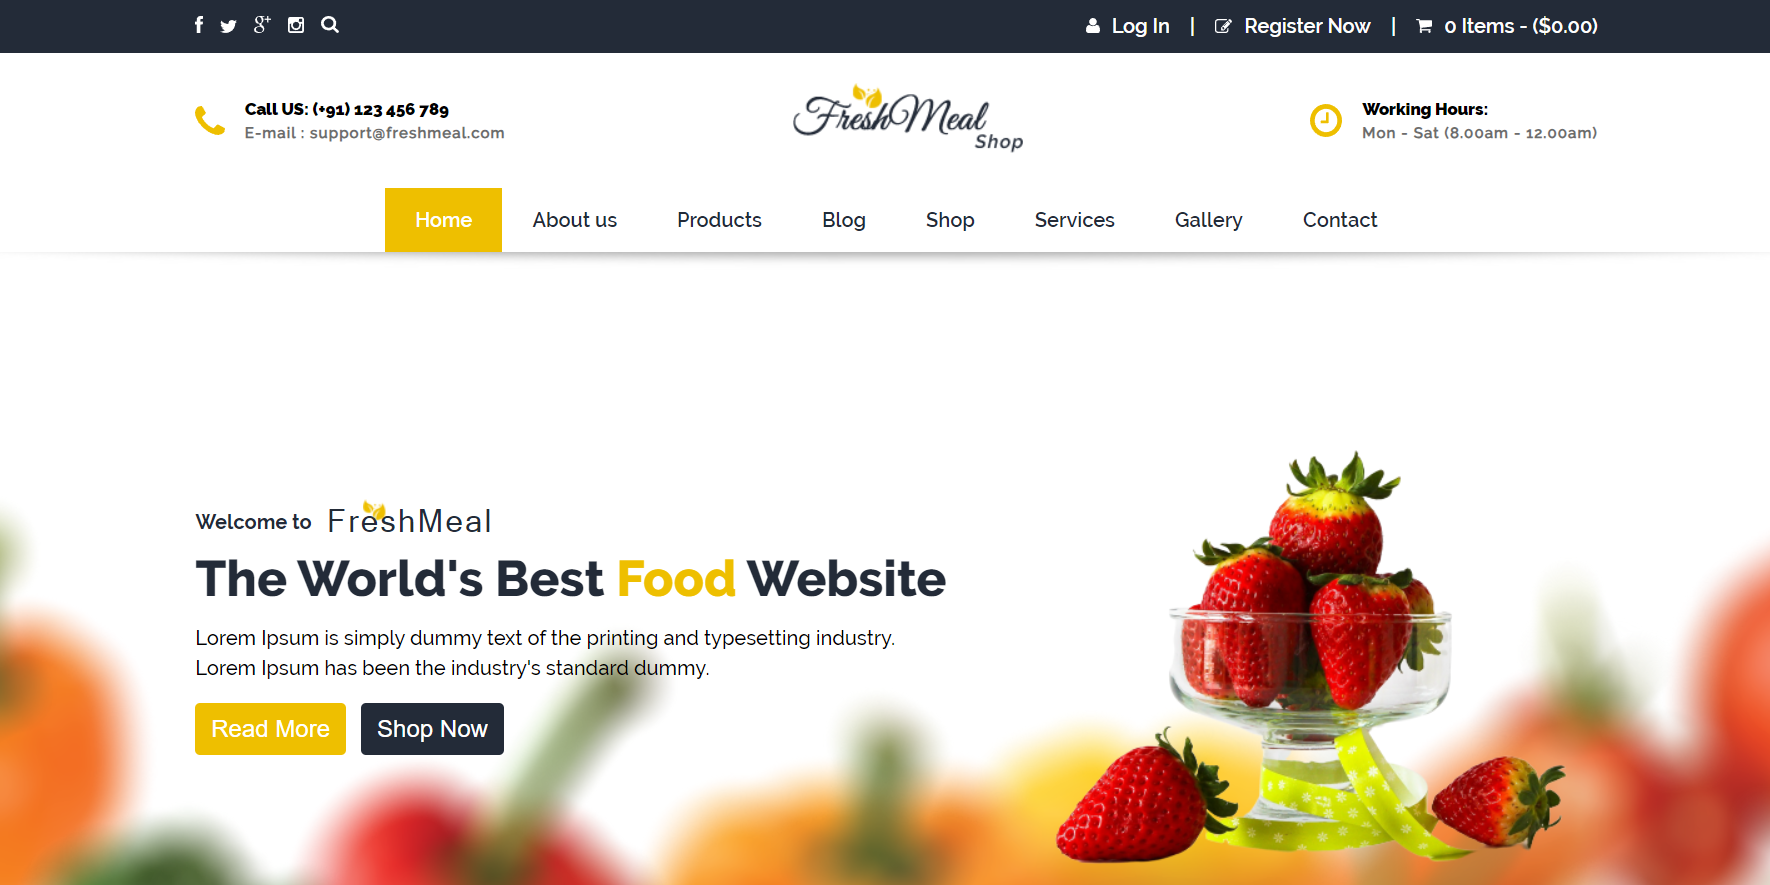 Log In | Register Now | 0 Items - ($0.00)
Call US: (+91) 123 456 789
E-mail : support@freshmeal.com
FreshMeal
Shop
Working Hours:
Mon - Sat (8.00am - 12.00am)
Home About us Products Blog Shop Services Gallery Contact
Welcome to FreshMeal
The World's Best Food Website
Lorem Ipsum is simply dummy text of the printing and typesetting industry.
Lorem Ipsum has been the industry's standard dummy.
Read More Shop Now